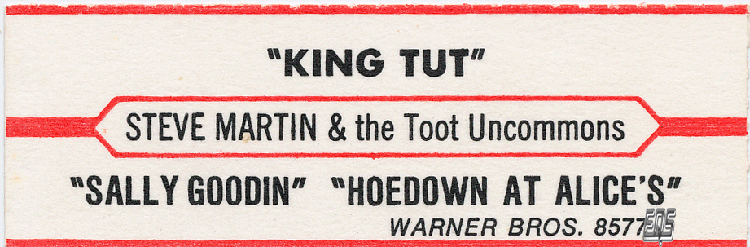 "KING TUT"
STEVE MARTIN & the Toot Uncommons
"SALLY GOODIN" "HOEDOWN AT ALICE'S"
WARNER BROS. 8577